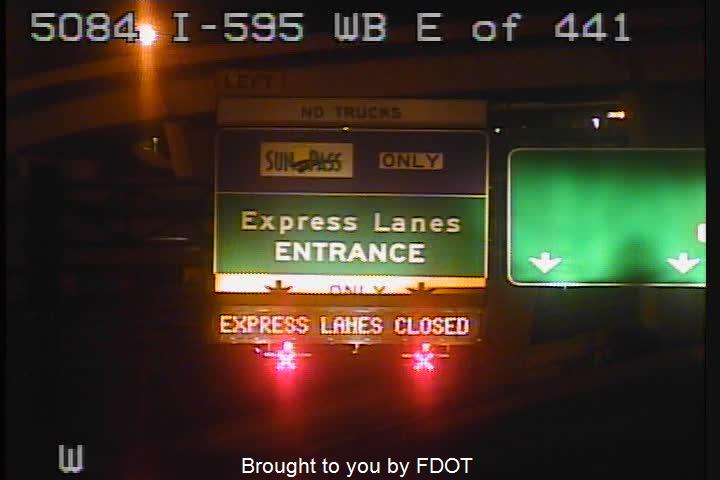 5084 I-595 WB E of 441
LEFT
NO TRUCKS
SUNPASS ONLY
Express Lanes
ENTRANCE
ONLY
EXPRESS LANES CLOSED
W
Brought to you by FDOT